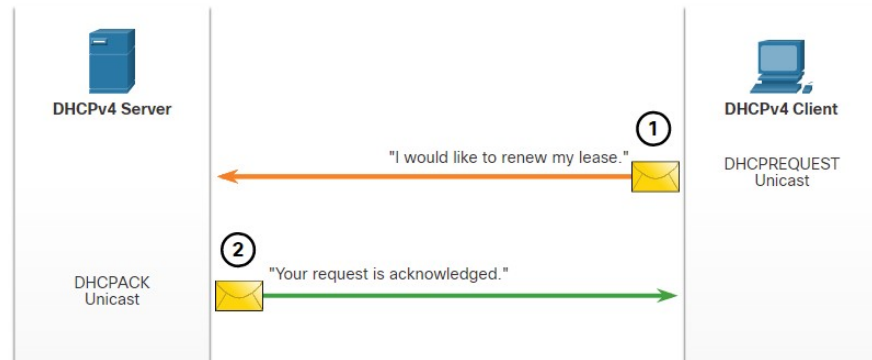 DHCPv4 Server
DHCPv4 Client
1
"I would like to renew my lease."
DHCPREQUEST
Unicast
2
"Your request is acknowledged."
DHCPACK
Unicast